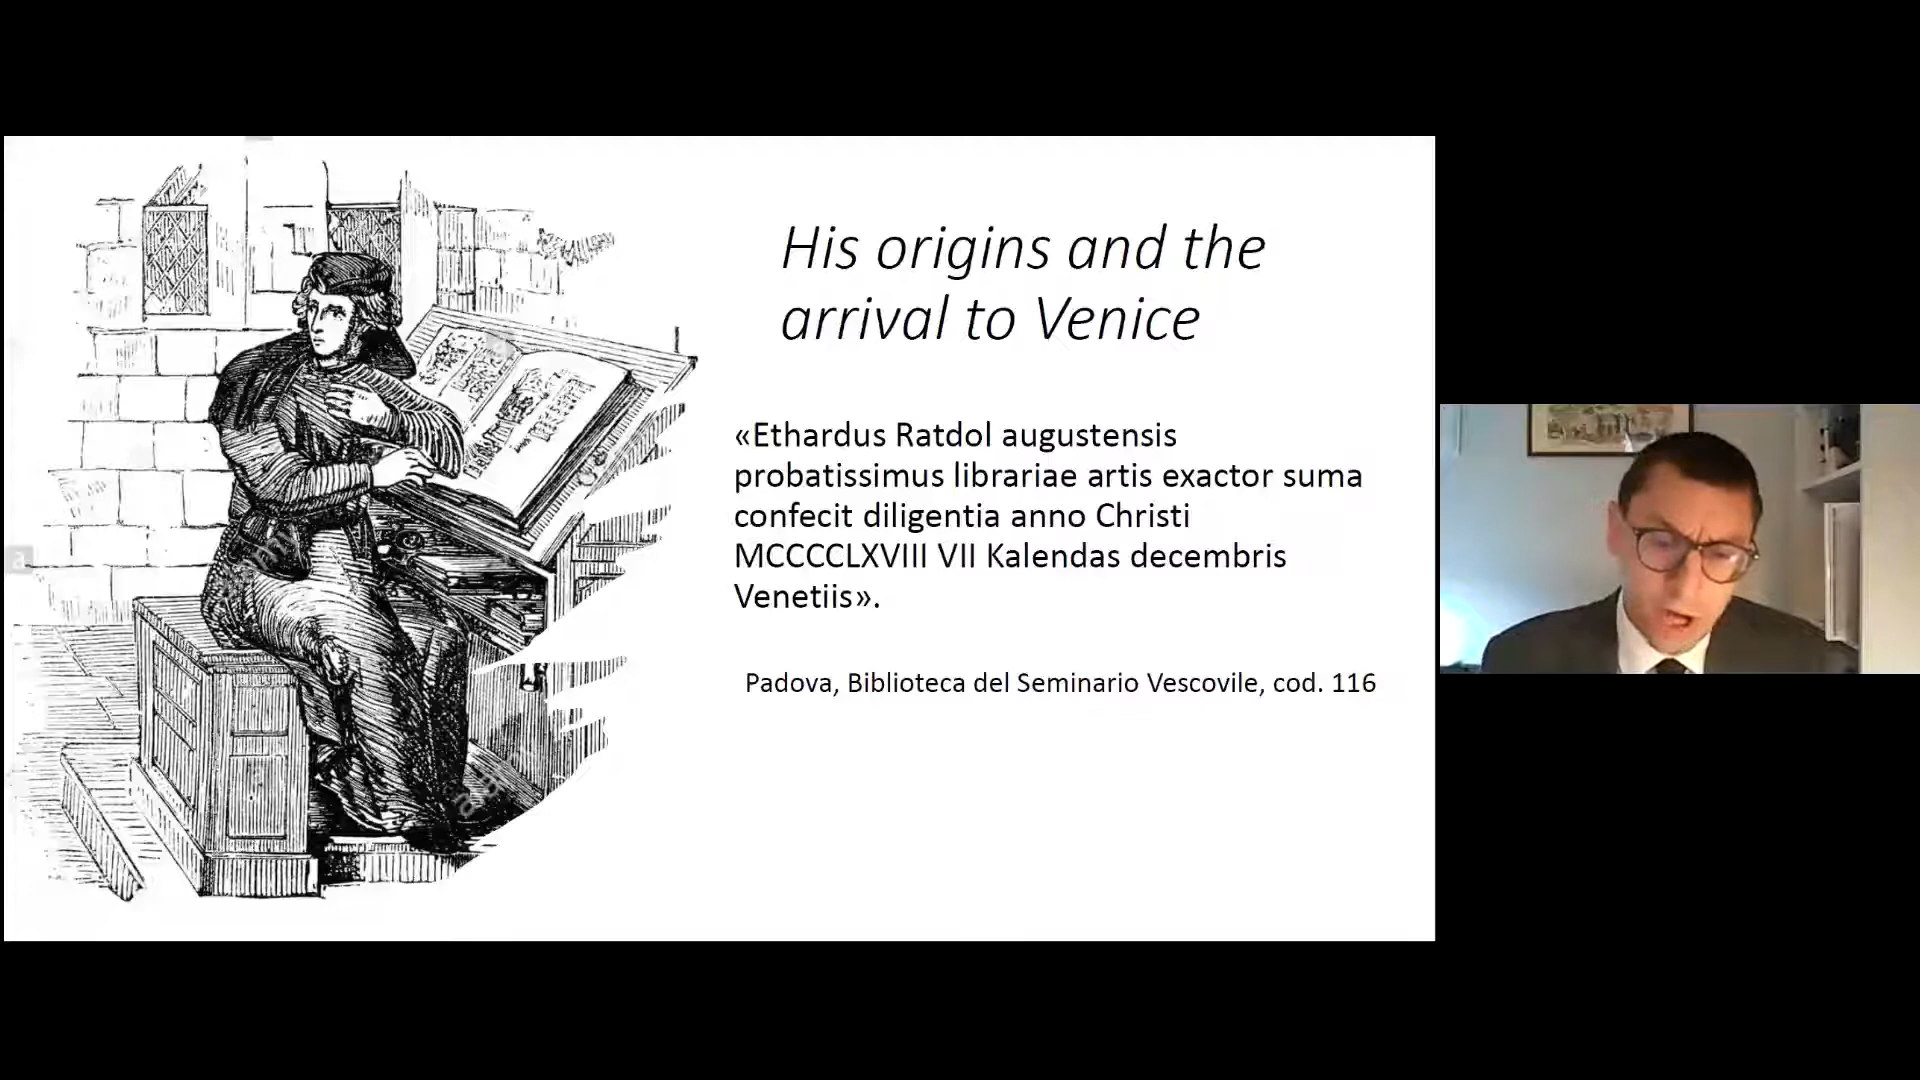 His origins and the
arrival to Venice
«Ethardus Ratdol augustensis
probatissimus librariae artis exactor suma
confecit diligentia anno Christi
MCCCCLXVIII VII Kalendas decembris
Venetiis».
Padova, Biblioteca del Seminario Vescovile, cod. 116